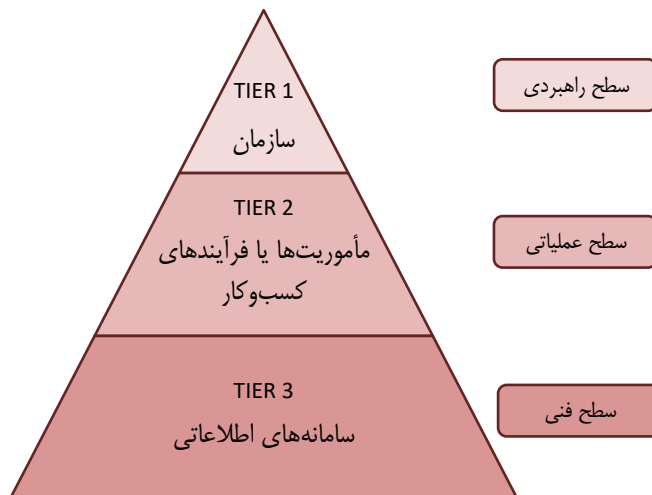 TIER 1
سازمان
سطح راهبردی
TIER 2
مأموریت‌ها یا فرآیندهای
کسب‌وکار
سطح عملیاتی
TIER 3
سامانه‌های اطلاعاتی
سطح فنی